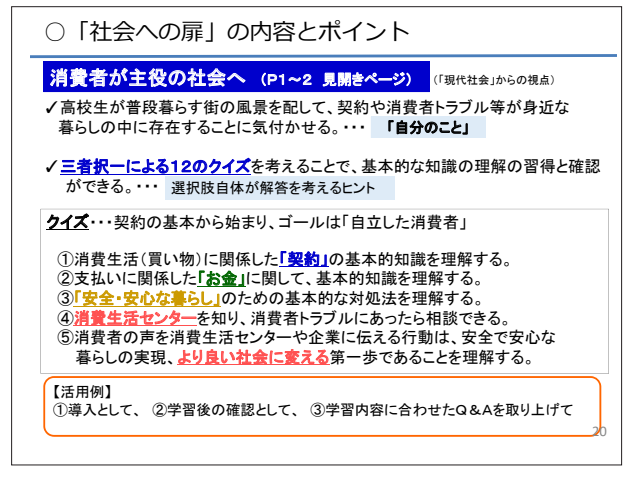 ○「社会への扉」の内容とポイント
消費者が主役の社会へ （P1～2 見開きページ） （「現代社会」からの視点）
✓高校生が普段暮らす街の風景を配して、契約や消費者トラブル等が身近な
暮らしの中に存在することに気付かせる。・・・ 「自分のこと」
✓三者択一による12のクイズを考えることで、基本的な知識の理解の習得と確認
ができる。・・・ 選択肢自体が解答を考えるヒント
クイズ・・・契約の基本から始まり、ゴールは「自立した消費者」
①消費生活（買い物）に関係した「契約」の基本的知識を理解する。
②支払いに関係した「お金」に関して、基本的知識を理解する。
③「安全・安心な暮らし」のための基本的な対処法を理解する。
④消費生活センターを知り、消費者トラブルにあったら相談できる。
⑤消費者の声を消費生活センターや企業に伝える行動は、安全で安心な
暮らしの実現、より良い社会に変える第一歩であることを理解する。
【活用例】
①導入として、 ②学習後の確認として、 ③学習内容に合わせたQ＆Aを取り上げて
20